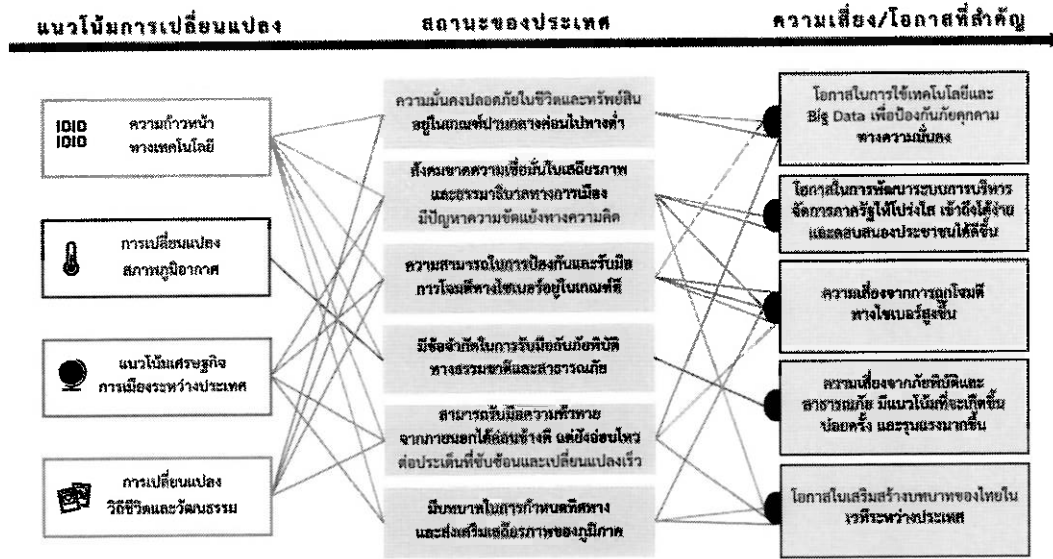 แนวโน้มการเปลี่ยนแปลง
สถานะของประเทศ
ความเสี่ยง/โอกาสที่สำคัญ
ความก้าวหน้า
ทางเทคโนโลยี
การเปลี่ยนแปลง
สภาพภูมิอากาศ
แนวโน้มเศรษฐกิจ
การเมืองระหว่างประเทศ
การเปลี่ยนแปลง
วิถีชีวิตและวัฒนธรรม
ความมั่นคงปลอดภัยในชีวิตและทรัพย์สิน
อยู่ในเกณฑ์ปานกลางค่อนไปทางต่ำ
สังคมขาดความเชื่อมั่นในเสถียรภาพ
และธรรมาภิบาลทางการเมือง
มีปัญหาความขัดแย้งทางความคิด
ความสามารถในการป้องกันและรับมือ
การโจมตีทางไซเบอร์อยู่ในเกณฑ์ดี
มีข้อจำกัดในการรับมือกับภัยพิบัติ
ทางธรรมชาติและสาธารณภัย
สามารถรับมือความท้าทาย
จากภายนอกได้ค่อนข้างดี แต่ยังอ่อนไหว
ต่อประเด็นที่ซับซ้อนและเปลี่ยนแปลงเร็ว
มีบทบาทในการกำหนดทิศทาง
และส่งเสริมเสถียรภาพของภูมิภาค
โอกาสในการใช้เทคโนโลยีและ
Big Data เพื่อป้องกันภัยคุกคาม
ทางความมั่นคง
โอกาสในการพัฒนาระบบการบริหาร
จัดการภาครัฐให้โปร่งใส เข้าถึงได้ง่าย
และตอบสนองประชาชนได้ดีขึ้น
ความเสี่ยงจากการถูกโจมตี
ทางไซเบอร์สูงขึ้น
ความเสี่ยงจากภัยพิบัติและ
สาธารณภัย มีแนวโน้มที่จะเกิดขึ้น
บ่อยครั้ง และรุนแรงมากขึ้น
โอกาสในเสริมสร้างบทบาทของไทยใน
เวทีระหว่างประเทศ